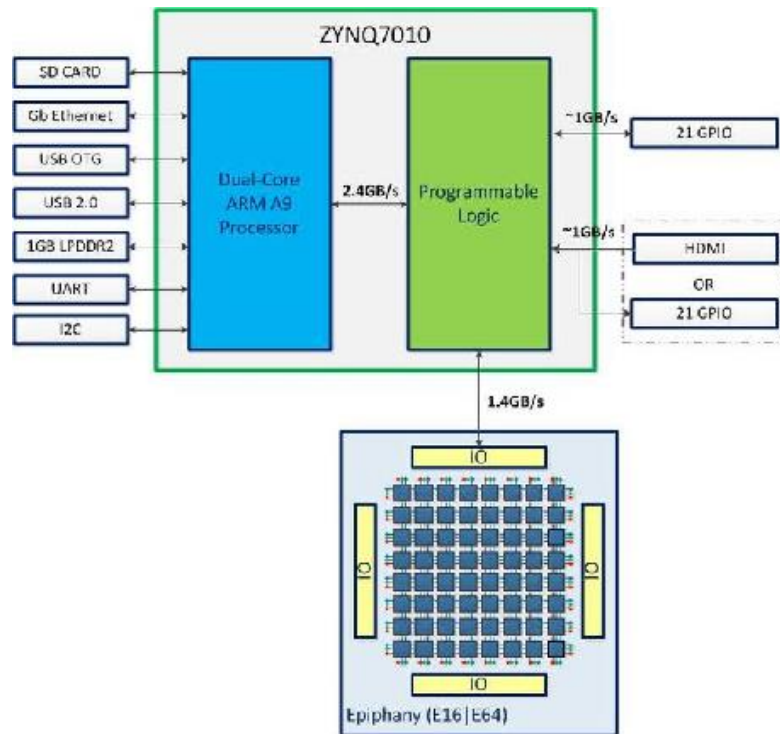 ZYNQ7010
SD CARD
Gb Ethernet
USB OTG
USB 2.0
1GB LPDDR2
UART
I2C
Dual-Core
ARM A9
Processor
2.4GB/s
Programmable
Logic
~1GB/s
21 GPIO
~1GB/s
HDMI
OR
21 GPIO
1.4GB/s
IO
IO
IO
IO
Epiphany (E16|E64)